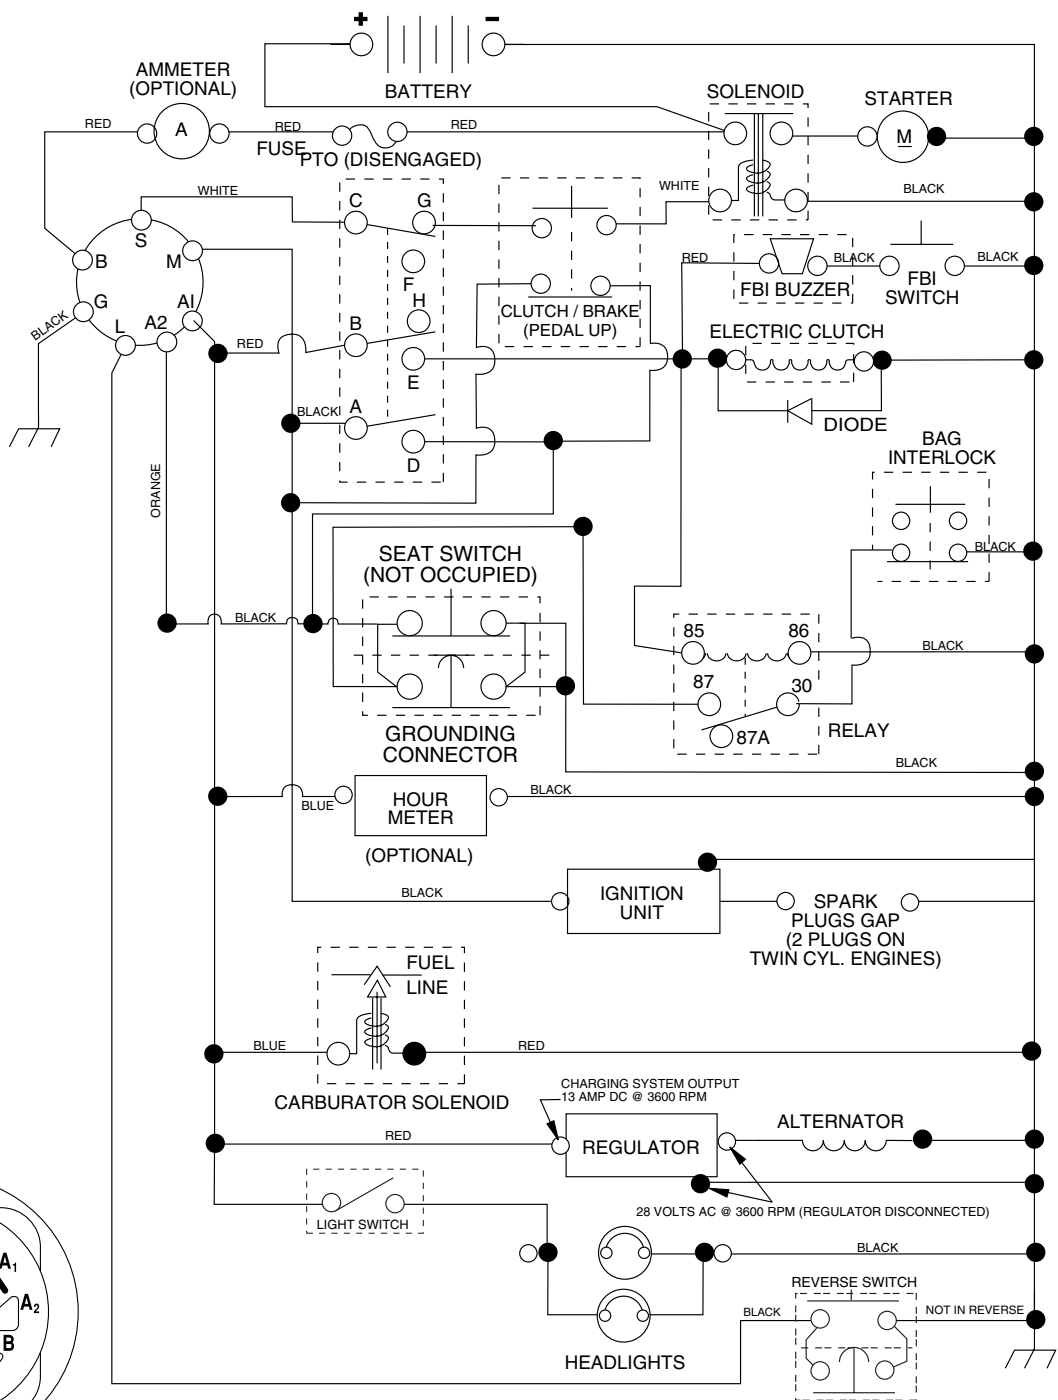 + −
BATTERY
AMMETER
(OPTIONAL)
A
RED
RED
FUSE
RED
PTO (DISENGAGED)
SOLENOID
STARTER
M
WHITE
WHITE
BLACK
S
B
M
G
A1
A2
L
BLACK
RED
C
G
F
H
B
E
BLACK
A
D
CLUTCH / BRAKE
(PEDAL UP)
RED
BLACK
BLACK
FBI BUZZER
FBI
SWITCH
ELECTRIC CLUTCH
DIODE
BAG
INTERLOCK
BLACK
ORANGE
SEAT SWITCH
(NOT OCCUPIED)
BLACK
GROUNDING
CONNECTOR
85
86
BLACK
87
30
87A
RELAY
BLACK
BLUE
HOUR
METER
BLACK
(OPTIONAL)
BLACK
IGNITION
UNIT
SPARK
PLUGS GAP
(2 PLUGS ON
TWIN CYL. ENGINES)
FUEL
LINE
BLUE
RED
CARBURATOR SOLENOID
CHARGING SYSTEM OUTPUT
13 AMP DC @ 3600 RPM
RED
REGULATOR
ALTERNATOR
28 VOLTS AC @ 3600 RPM (REGULATOR DISCONNECTED)
LIGHT SWITCH
BLACK
HEADLIGHTS
REVERSE SWITCH
BLACK
NOT IN REVERSE
A1
A2
B